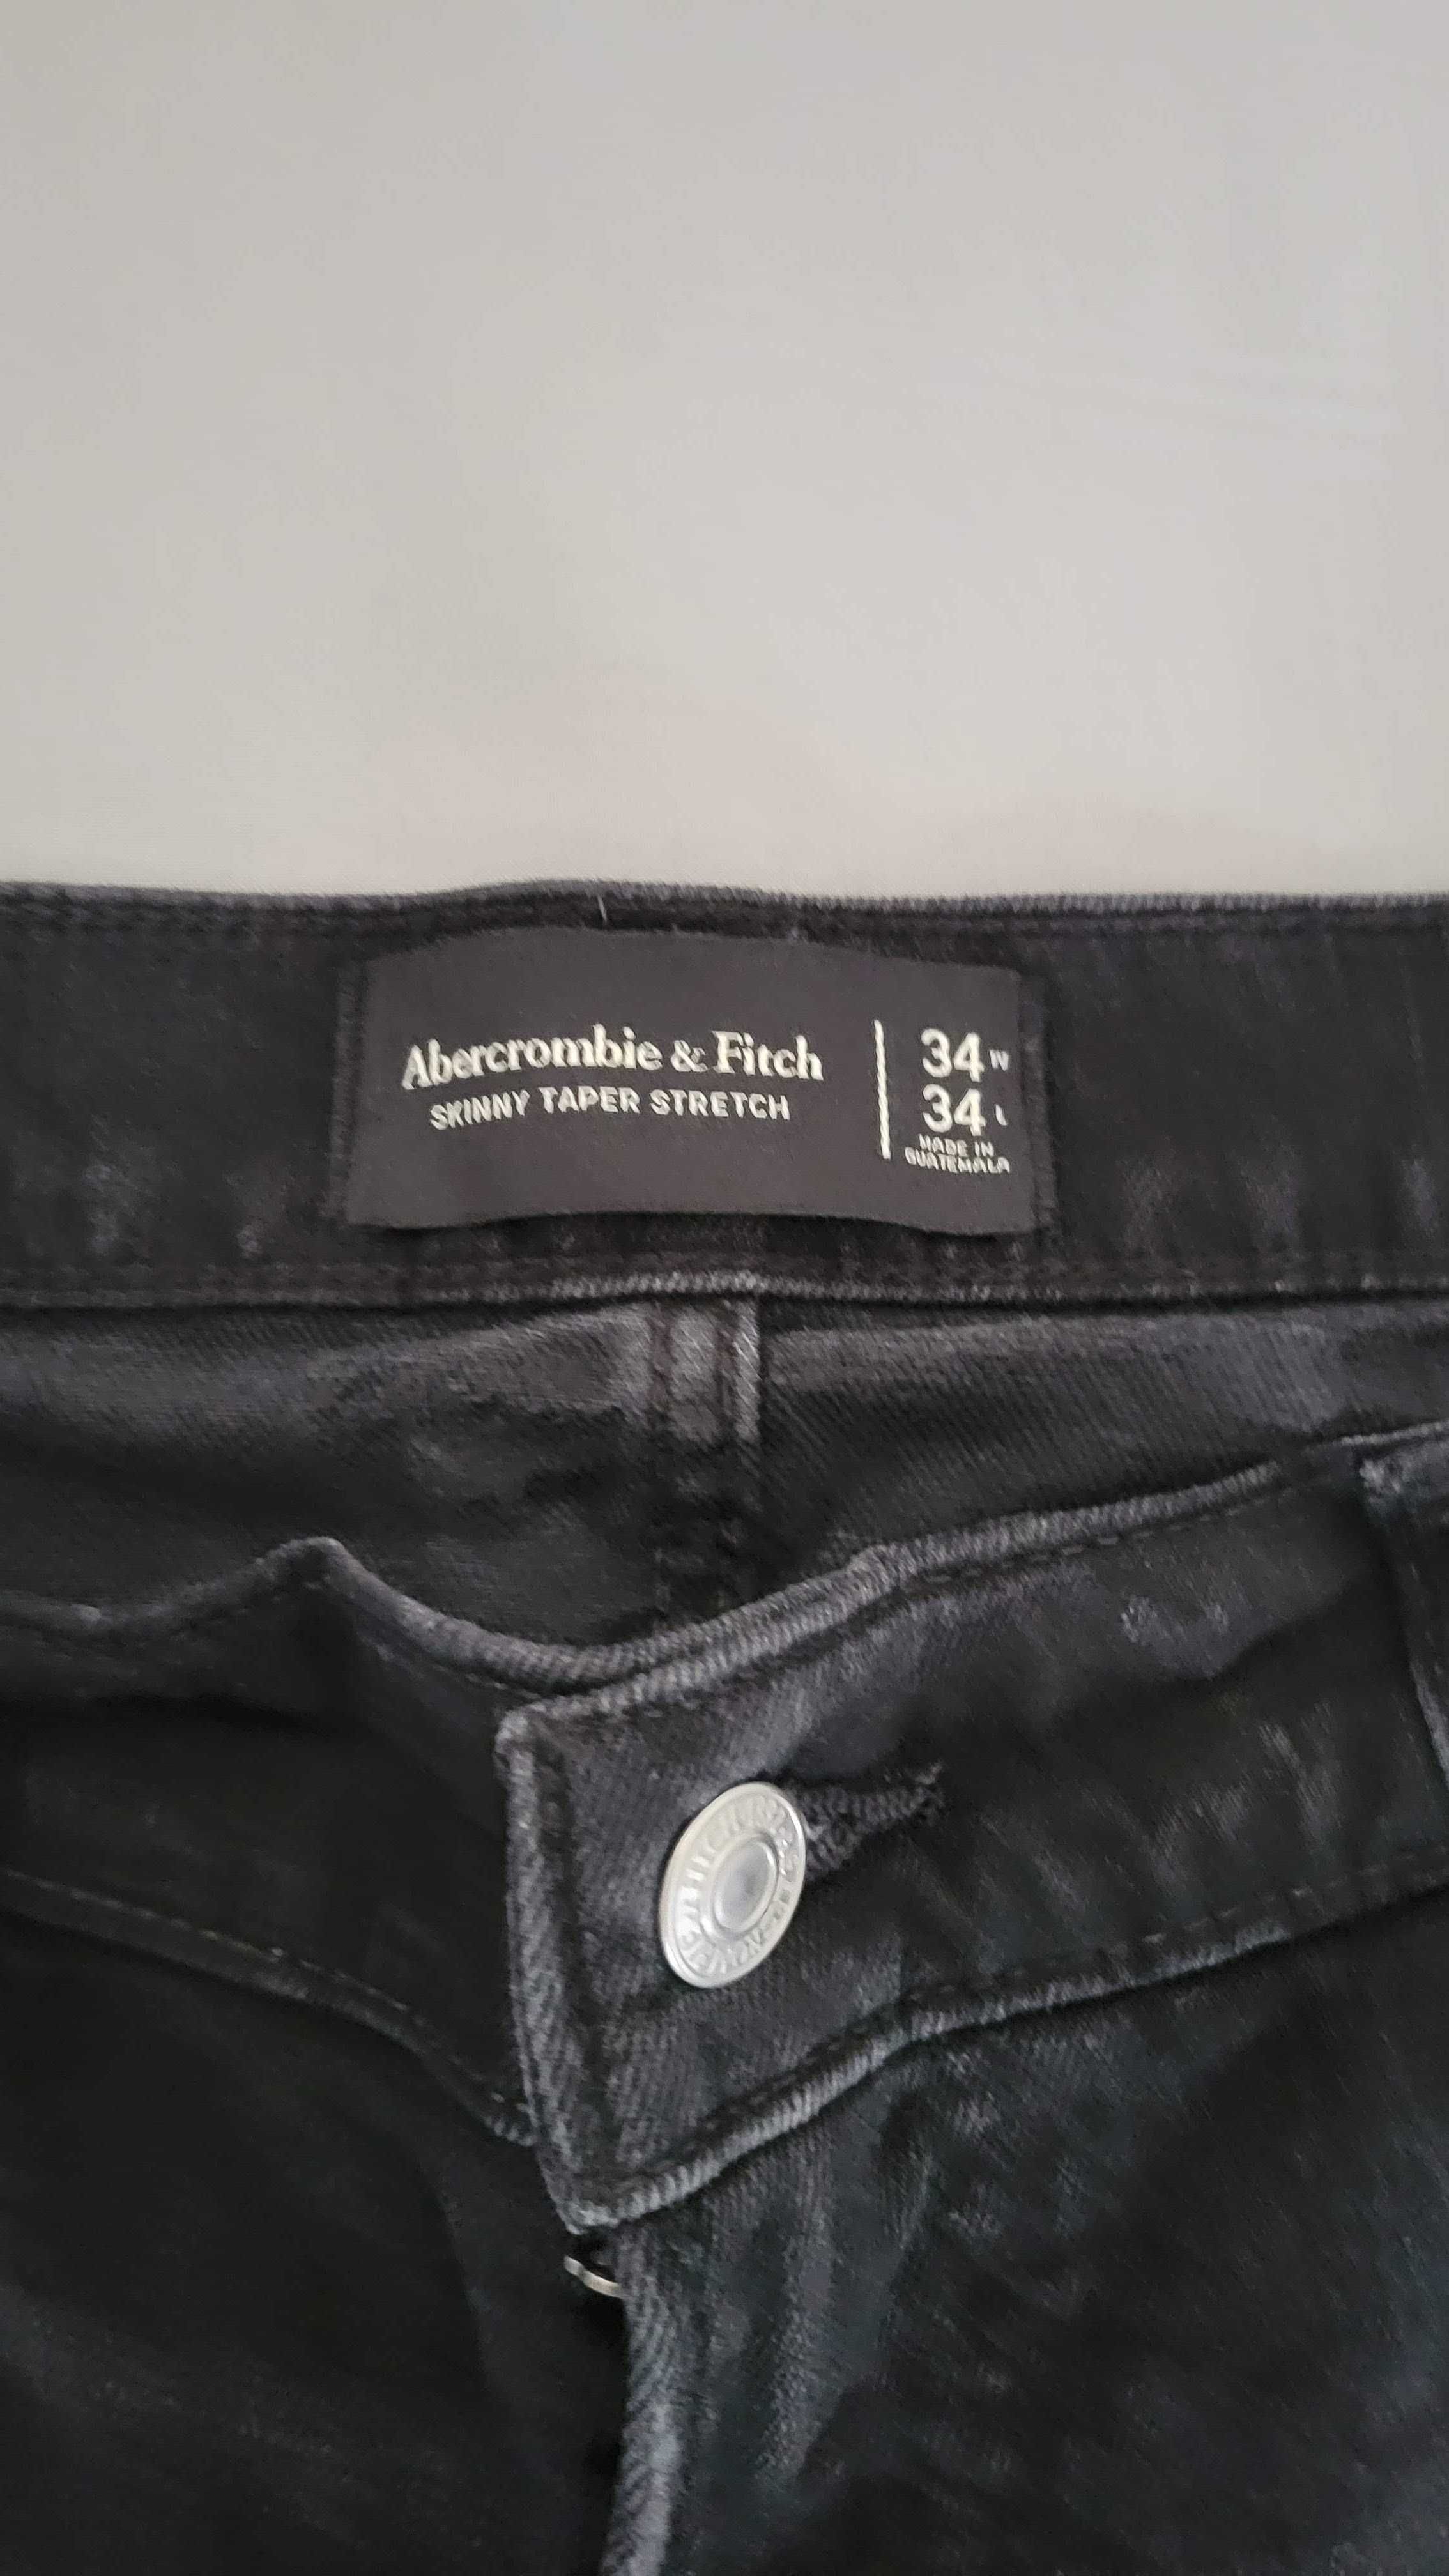 Abercrombie & Fitch
SKINNY TAPER STRETCH
34 W
34 L
MADE IN
GUATEMALA